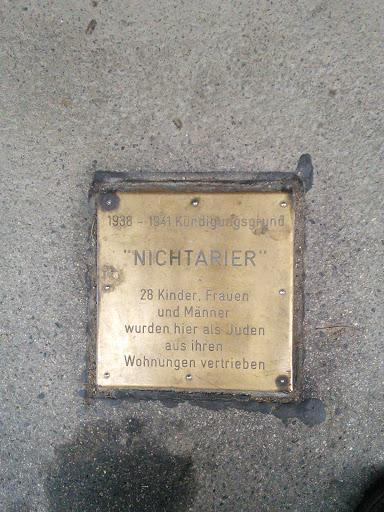 1938 - 1941 Kündigungsgrund
"NICHTARIER"
28 Kinder, Frauen
und Männer
wurden hier als Juden
aus ihren
Wohnungen vertrieben